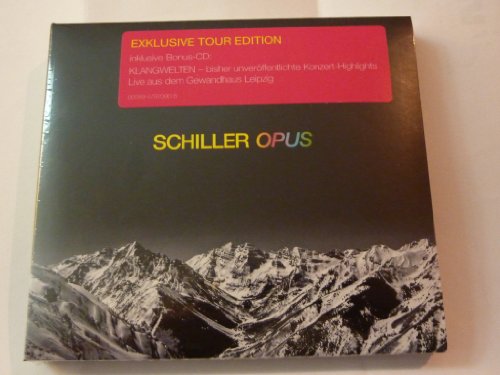 EXKLUSIVE TOUR EDITION
inklusive Bonus-CD:
KLANGWELTEN – bisher unveröffentlichte Konzert-Highlights
Live aus dem Gewandhaus Leipzig
SCHILLER OPUS